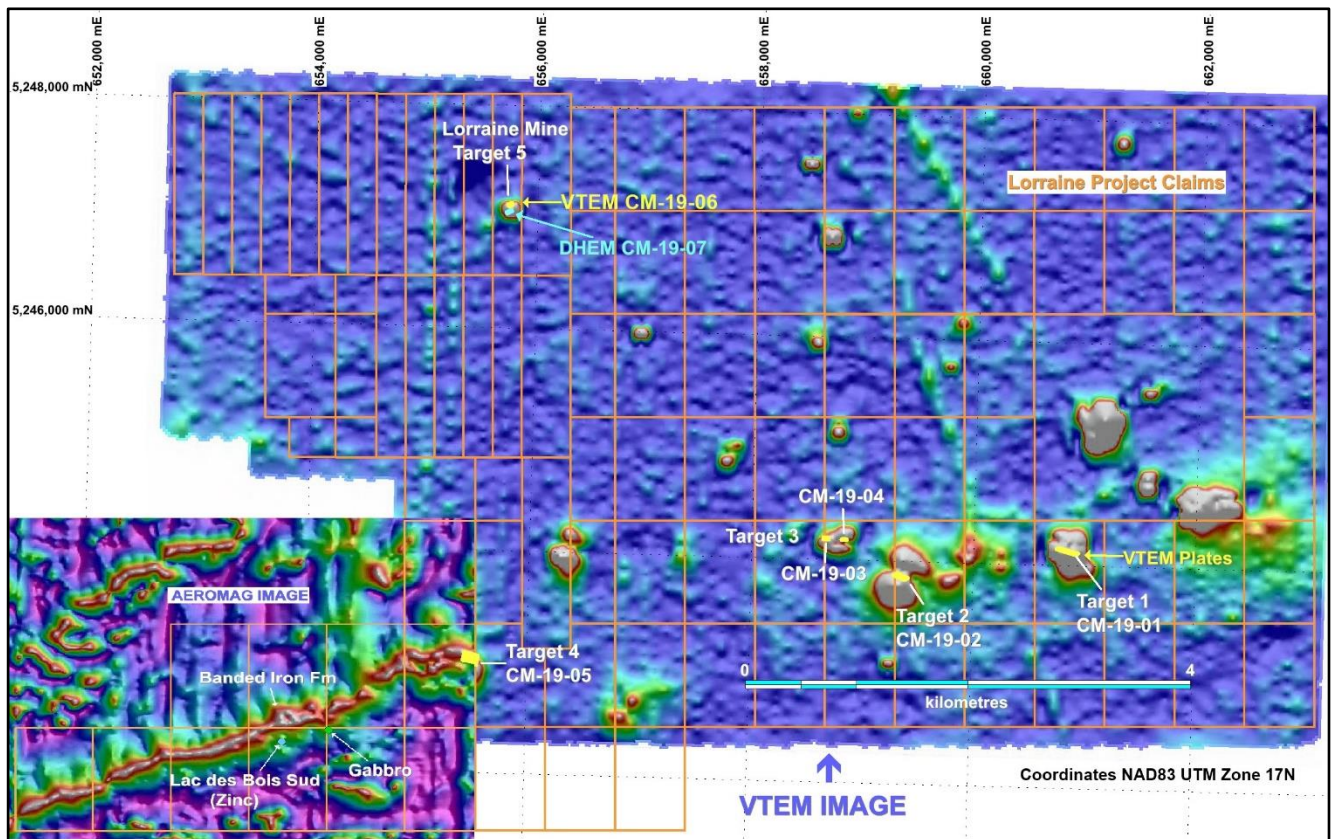 652,000 mE
654,000 mE
656,000 mE
658,000 mE
660,000 mE
662,000 mE
5,248,000 mN
Lorraine Mine
Target 5
VTEM CM-19-06
DHEM CM-19-07
Lorraine Project Claims
5,246,000 mN
CM-19-04
Target 3
CM-19-03
VTEM Plates
Target 1
CM-19-01
Target 2
CM-19-02
AEROMAG IMAGE
Target 4
CM-19-05
Banded Iron Fm
0
4
kilometres
Gabbro
Lac des Bois Sud
(Zinc)
Coordinates NAD83 UTM Zone 17N
VTEM IMAGE